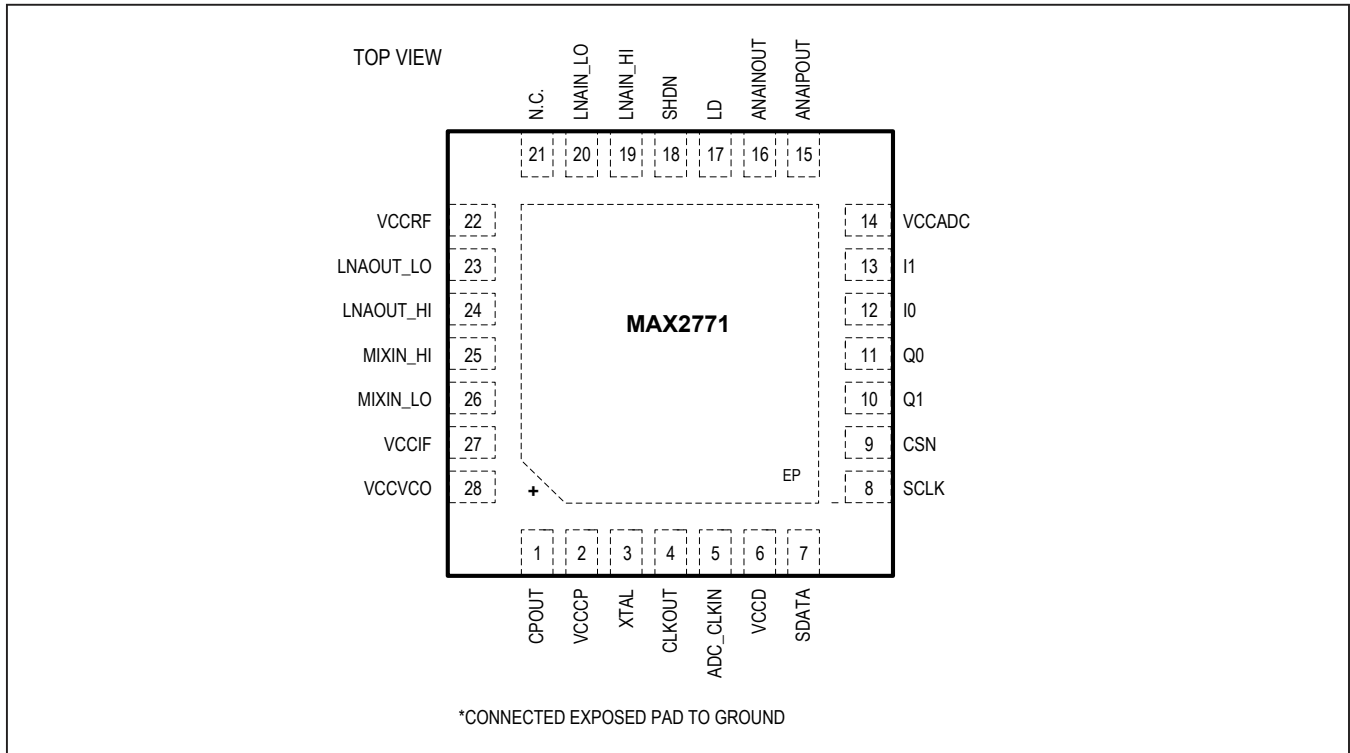 TOP VIEW
N.C.
LNAIN_LO
LNAIN_HI
SHDN
LD
ANAINOUT
ANAIPOUT
21 20 19 18 17 16 15
VCCRF 22
LNAOUT_LO 23
LNAOUT_HI 24
MIXIN_HI 25
MIXIN_LO 26
VCCIF 27
VCCVCO 28
MAX2771
14 VCCADC
13 I1
12 I0
11 Q0
10 Q1
9 CSN
8 SCLK
EP
+
1 2 3 4 5 6 7
CPOUT
VCCCP
XTAL
CLKOUT
ADC_CLKIN
VCCD
SDATA
*CONNECTED EXPOSED PAD TO GROUND